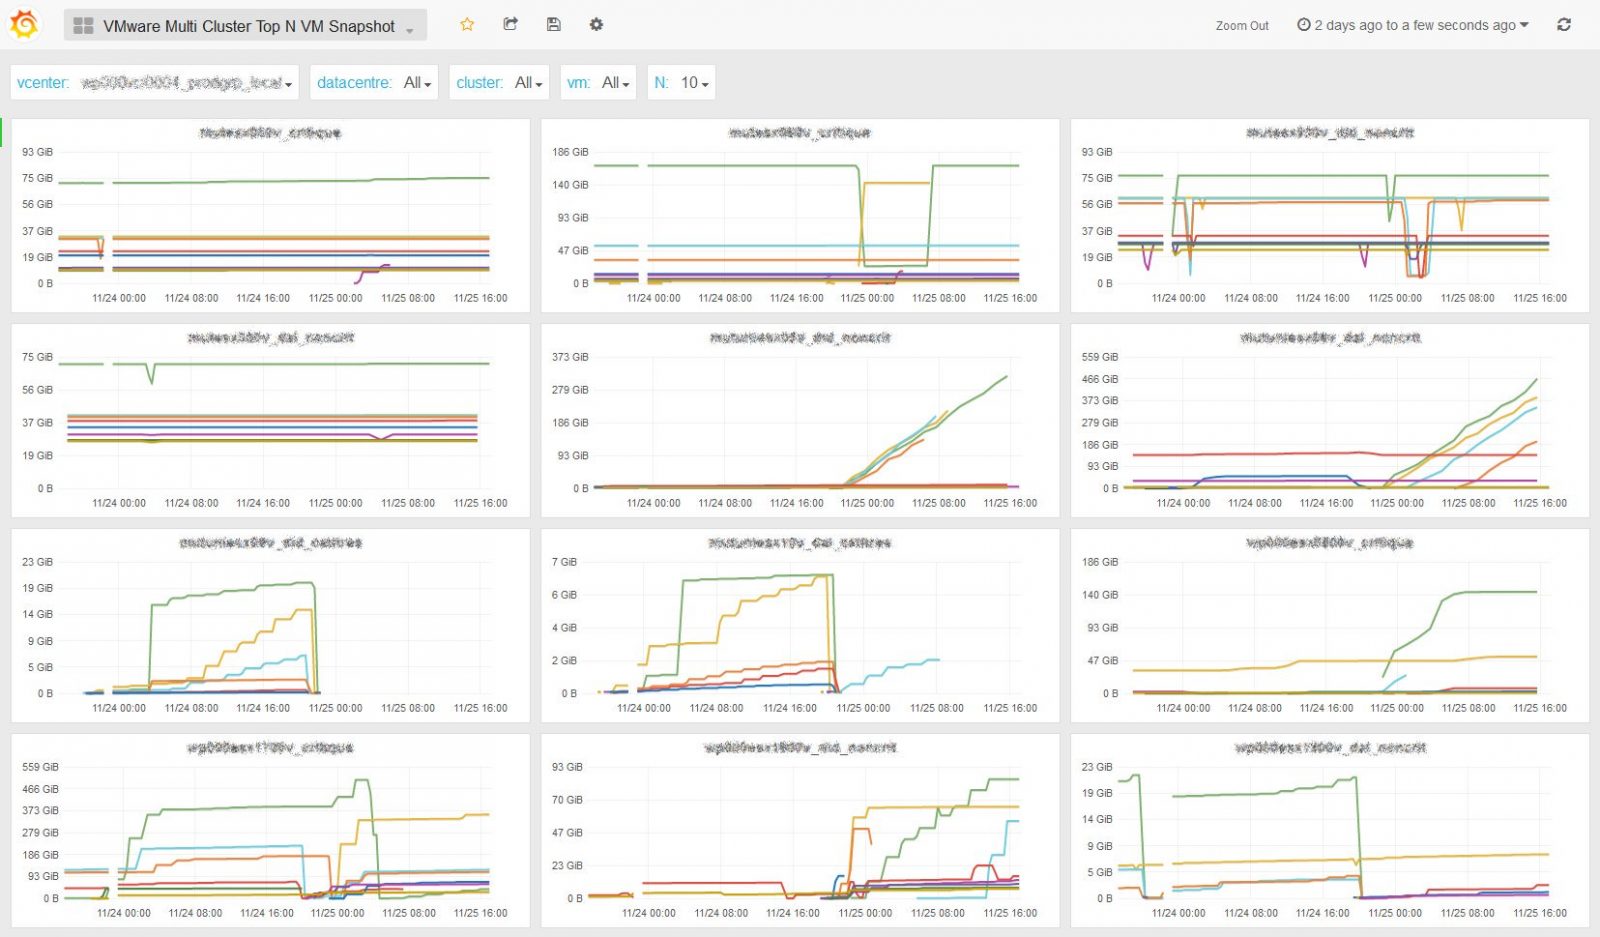 VMware Multi Cluster Top N VM Snapshot
Zoom Out
2 days ago to a few seconds ago
vcenter:
datacentre: All
cluster: All
vm: All
N: 10
93 GiB
75 GiB
56 GiB
37 GiB
19 GiB
0 B
11/24 00:00 11/24 08:00 11/24 16:00 11/25 00:00 11/25 08:00 11/25 16:00
186 GiB
140 GiB
93 GiB
47 GiB
0 B
11/24 00:00 11/24 08:00 11/24 16:00 11/25 00:00 11/25 08:00 11/25 16:00
93 GiB
75 GiB
56 GiB
37 GiB
19 GiB
0 B
11/24 00:00 11/24 08:00 11/24 16:00 11/25 00:00 11/25 08:00 11/25 16:00
75 GiB
56 GiB
37 GiB
19 GiB
0 B
11/24 00:00 11/24 08:00 11/24 16:00 11/25 00:00 11/25 08:00 11/25 16:00
373 GiB
279 GiB
186 GiB
93 GiB
0 B
11/24 00:00 11/24 08:00 11/24 16:00 11/25 00:00 11/25 08:00 11/25 16:00
559 GiB
466 GiB
373 GiB
279 GiB
186 GiB
93 GiB
0 B
11/24 00:00 11/24 08:00 11/24 16:00 11/25 00:00 11/25 08:00 11/25 16:00
23 GiB
19 GiB
14 GiB
9 GiB
5 GiB
0 B
11/24 00:00 11/24 08:00 11/24 16:00 11/25 00:00 11/25 08:00 11/25 16:00
7 GiB
6 GiB
4 GiB
2 GiB
0 B
11/24 00:00 11/24 08:00 11/24 16:00 11/25 00:00 11/25 08:00 11/25 16:00
186 GiB
140 GiB
93 GiB
47 GiB
0 B
11/24 00:00 11/24 08:00 11/24 16:00 11/25 00:00 11/25 08:00 11/25 16:00
559 GiB
466 GiB
373 GiB
279 GiB
186 GiB
93 GiB
0 B
11/24 00:00 11/24 08:00 11/24 16:00 11/25 00:00 11/25 08:00 11/25 16:00
93 GiB
70 GiB
47 GiB
23 GiB
0 B
11/24 00:00 11/24 08:00 11/24 16:00 11/25 00:00 11/25 08:00 11/25 16:00
23 GiB
19 GiB
14 GiB
9 GiB
5 GiB
0 B
11/24 00:00 11/24 08:00 11/24 16:00 11/25 00:00 11/25 08:00 11/25 16:00